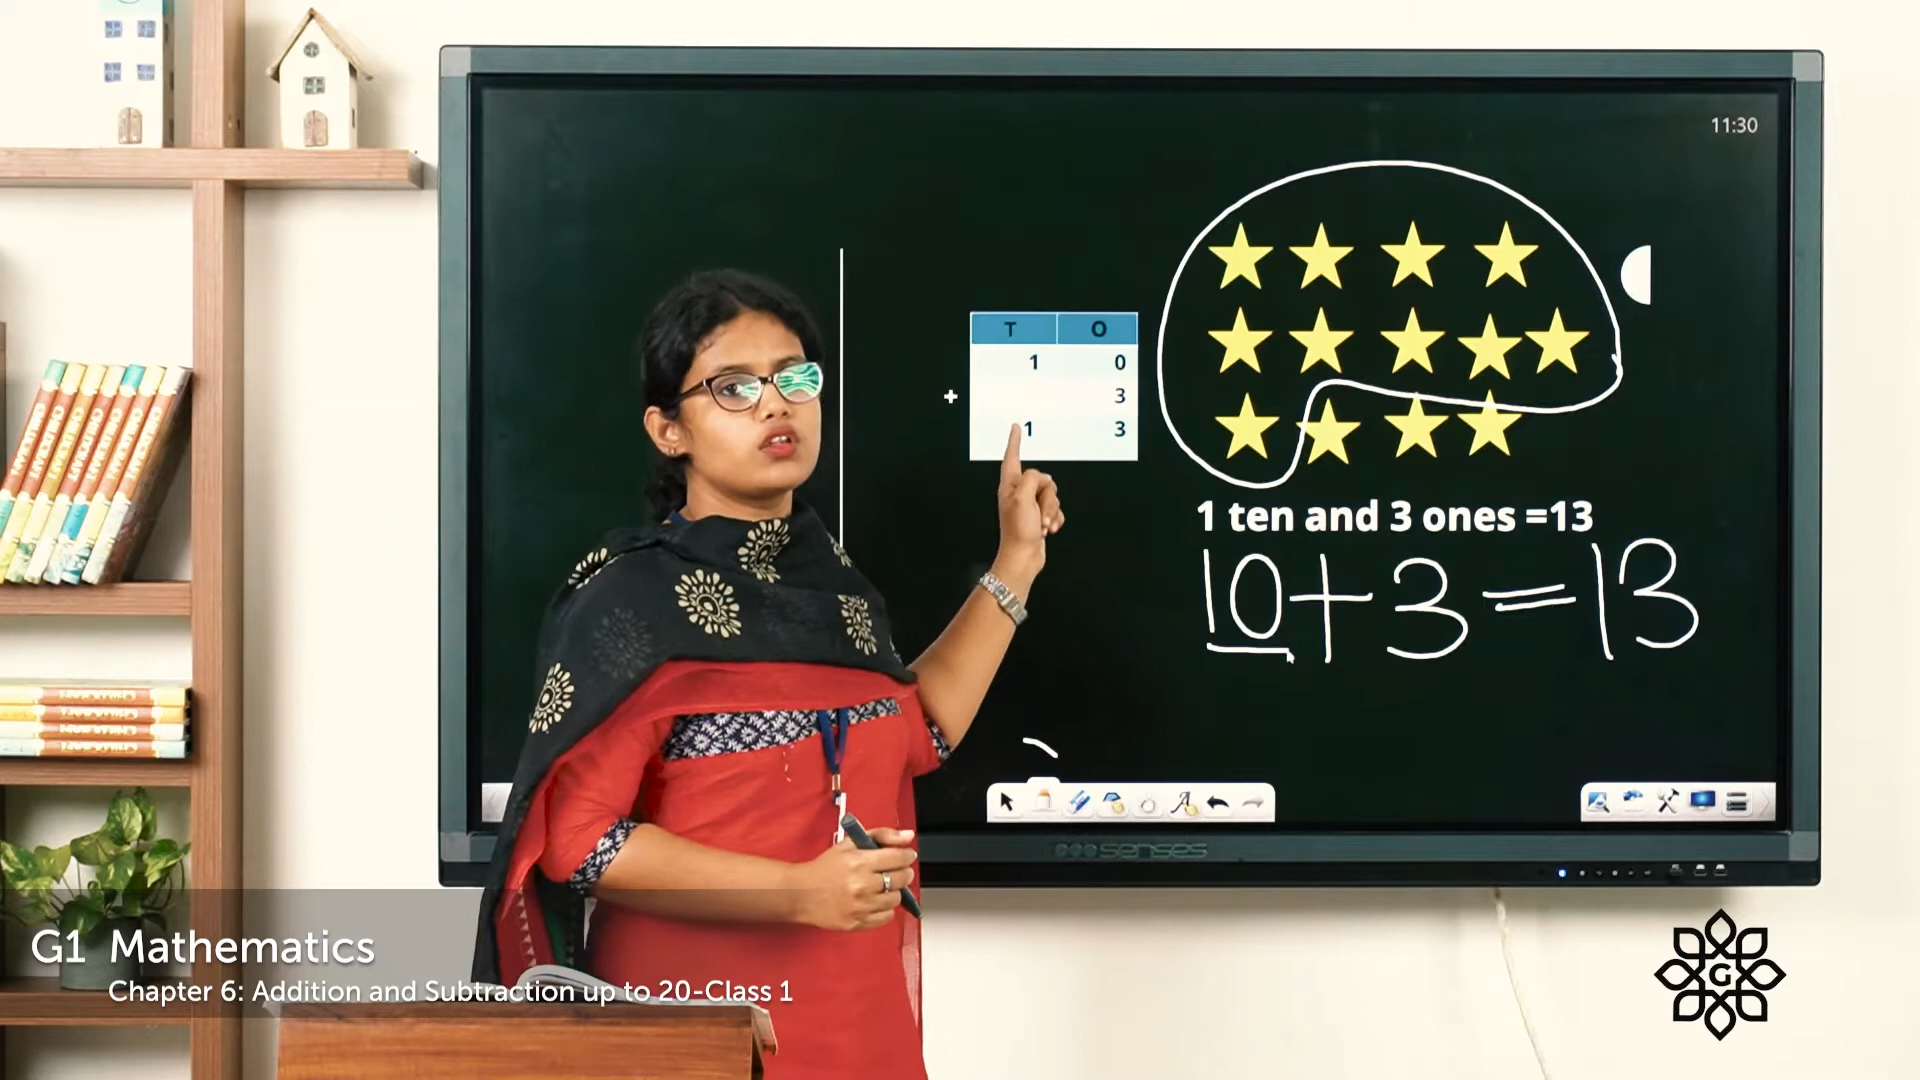 11:30
T O
1 0
+ 3
1 3
1 ten and 3 ones =13
10+3=13
senses
G1 Mathematics
Chapter 6: Addition and Subtraction up to 20-Class 1
G